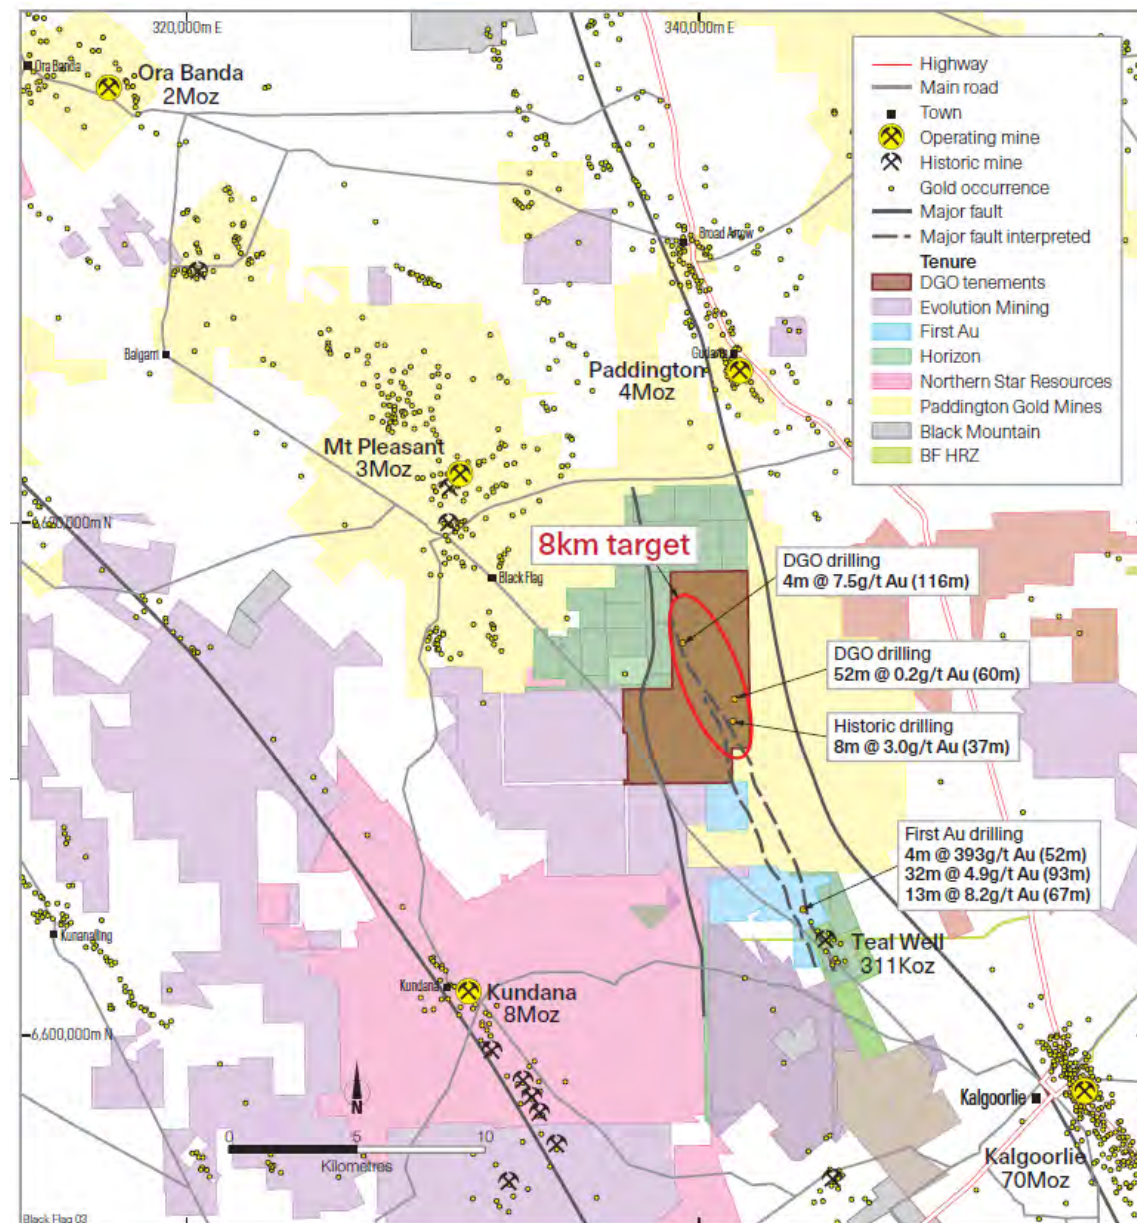 320,000m E
340,000m E
Ora Banda
Ora Banda
2Moz
Highway
Main road
Town
Operating mine
Historic mine
Gold occurrence
Major fault
Major fault interpreted
Tenure
DGO tenements
Evolution Mining
First Au
Horizon
Northern Star Resources
Paddington Gold Mines
Black Mountain
BF HRZ
Broad Arrow
Balgarri
Paddington
4Moz
Mt Pleasant
3Moz
m N
8km target
Black Flag
DGO drilling
4m @ 7.5g/t Au (116m)
DGO drilling
52m @ 0.2g/t Au (60m)
Historic drilling
8m @ 3.0g/t Au (37m)
First Au drilling
4m @ 393g/t Au (52m)
32m @ 4.9g/t Au (93m)
13m @ 8.2g/t Au (67m)
Kunanalling
Teal Well
311Koz
Kundana
Kundana
8Moz
6,600,000m N
N
0
5
10
Kilometres
Kalgoorlie
Kalgoorlie
70Moz
Black Flag 03